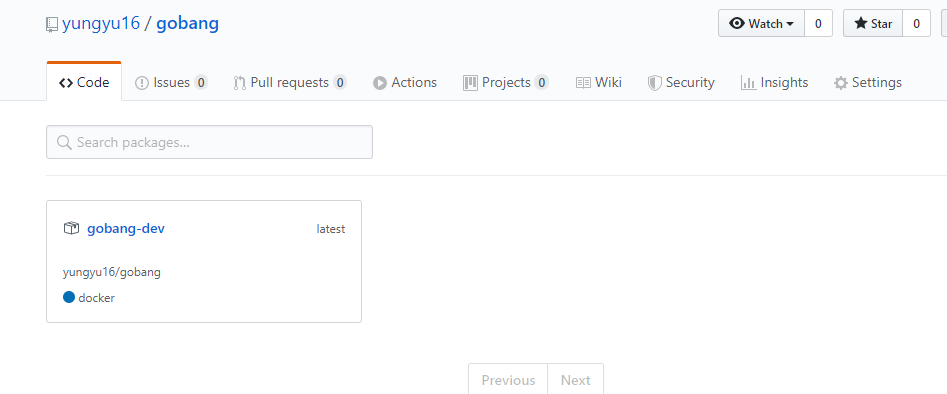 yungyu16 / gobang
Watch 0 Star 0
Code Issues 0 Pull requests 0 Actions Projects 0 Wiki Security Insights Settings
Search packages...
gobang-dev latest
yungyu16/gobang
docker
Previous Next